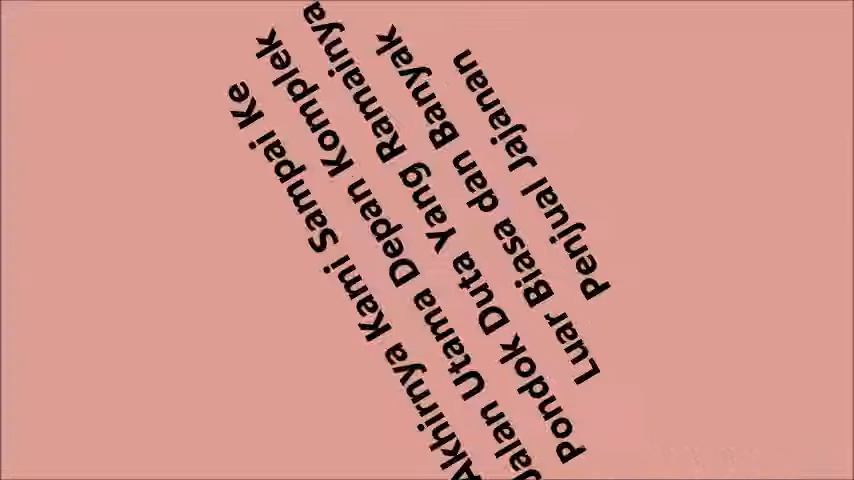 Akhirnya Kami Sampai Ke
Jalan Utama Depan Komplek
Pondok Duta Yang Ramainya
Luar Biasa dan Banyak
Penjual Jajanan